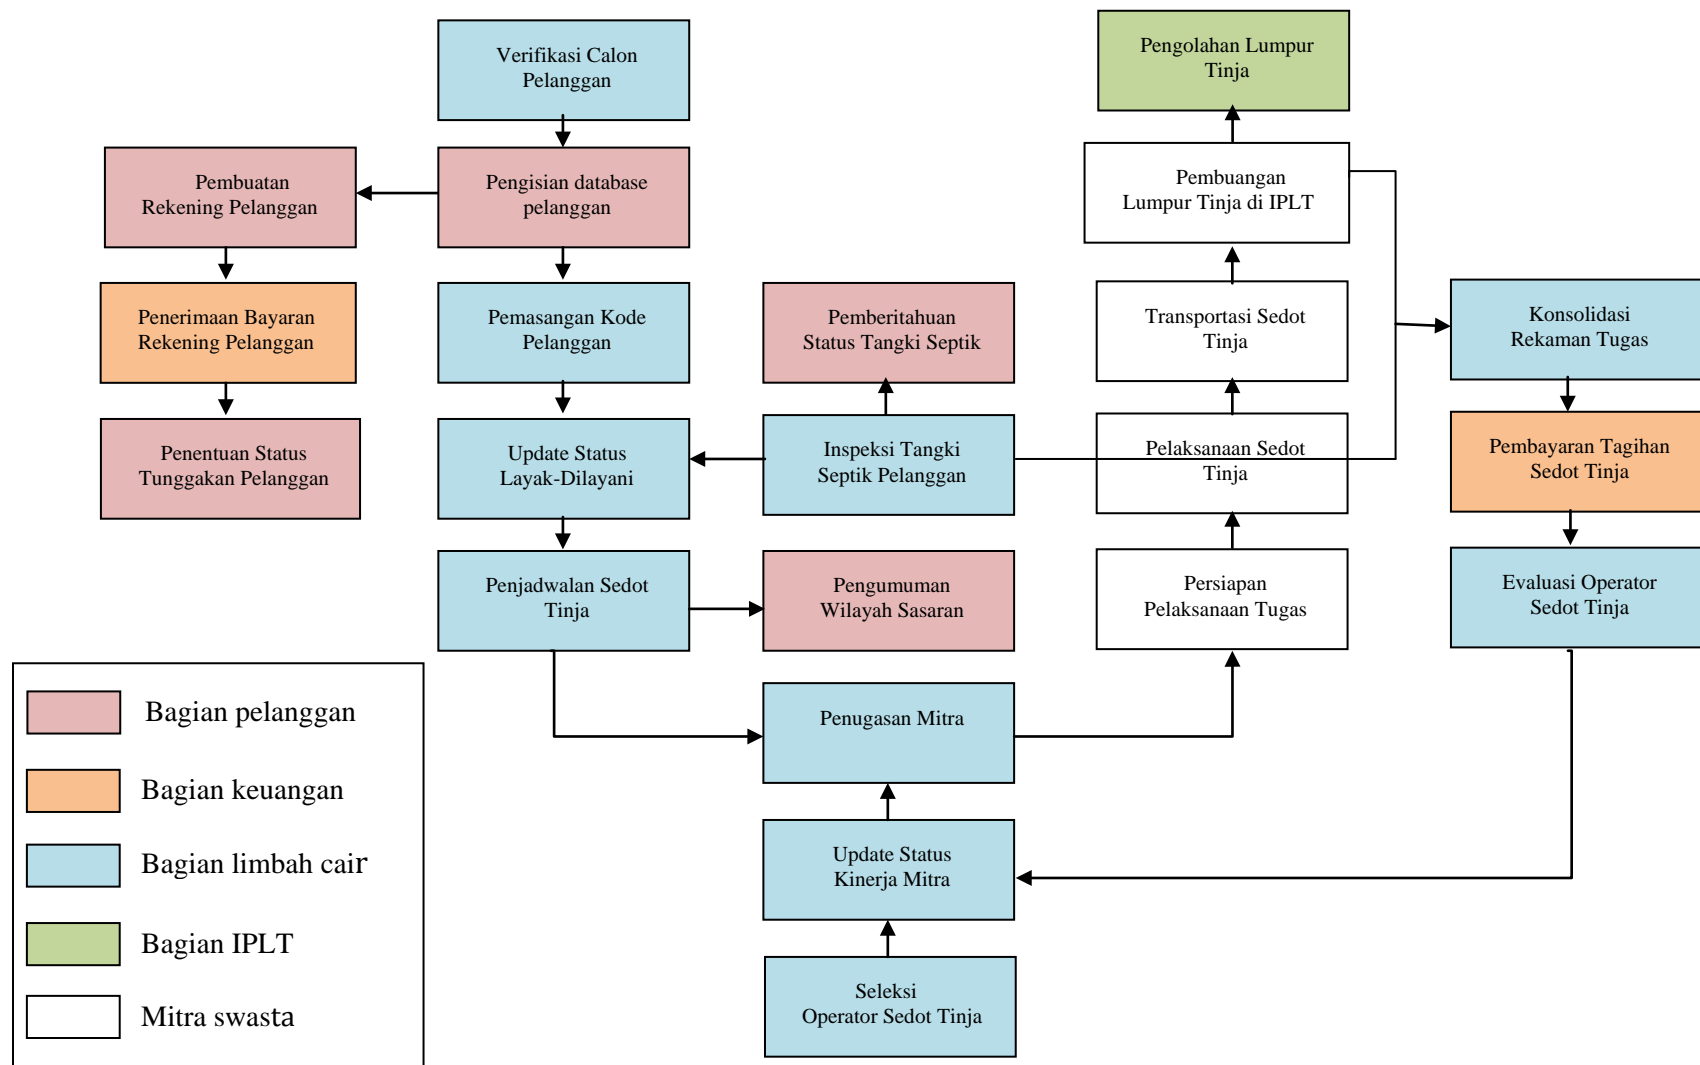 Verifikasi Calon
Pelanggan
Pengolahan Lumpur
Tinja
Pembuatan
Rekening Pelanggan
Pengisian database
pelanggan
Pembuangan
Lumpur Tinja di IPLT
Penerimaan Bayaran
Rekening Pelanggan
Pemasangan Kode
Pelanggan
Pemberitahuan
Status Tangki Septik
Transportasi Sedot
Tinja
Konsolidasi
Rekaman Tugas
Penentuan Status
Tunggakan Pelanggan
Update Status
Layak-Dilayani
Inspeksi Tangki
Septik Pelanggan
Pelaksanaan Sedot
Tinja
Pembayaran Tagihan
Sedot Tinja
Penjadwalan Sedot
Tinja
Pengumuman
Wilayah Sasaran
Persiapan
Pelaksanaan Tugas
Evaluasi Operator
Sedot Tinja
Penugasan Mitra
Update Status
Kinerja Mitra
Seleksi
Operator Sedot Tinja
Bagian pelanggan
Bagian keuangan
Bagian limbah cair
Bagian IPLT
Mitra swasta